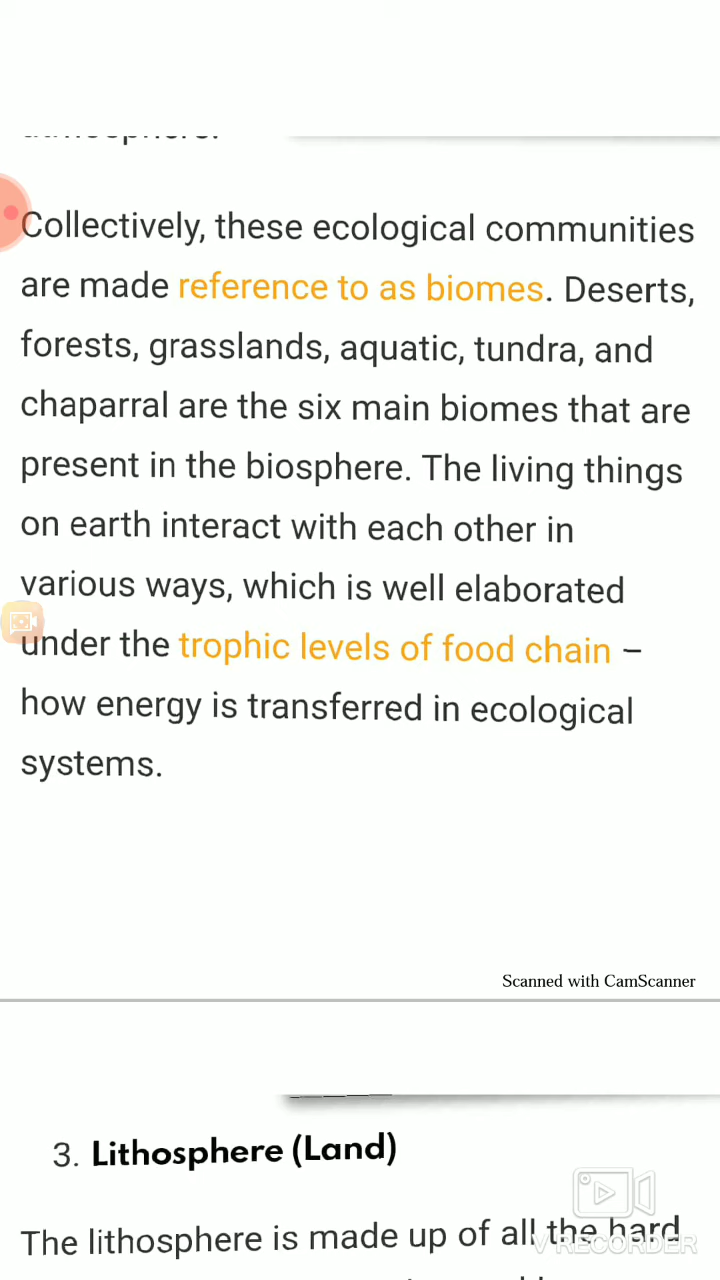 Collectively, these ecological communities
are made reference to as biomes. Deserts,
forests, grasslands, aquatic, tundra, and
chaparral are the six main biomes that are
present in the biosphere. The living things
on earth interact with each other in
various ways, which is well elaborated
under the trophic levels of food chain –
how energy is transferred in ecological
systems.
Scanned with CamScanner
3. Lithosphere (Land)
The lithosphere is made up of all the hard
V RECORDER